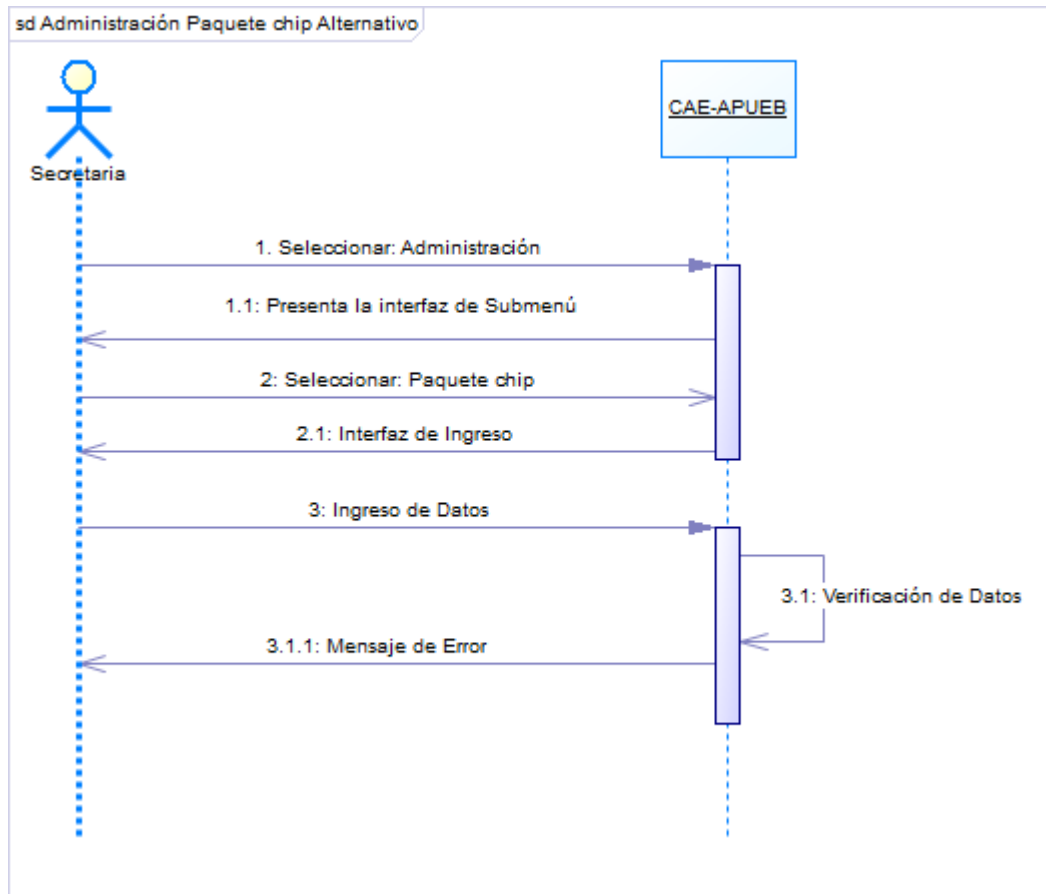 sd Administración Paquete chip Alternativo
Secretaria
CAE-APUEB
1. Seleccionar: Administración
1.1: Presenta la interfaz de Submenú
2: Seleccionar: Paquete chip
2.1: Interfaz de Ingreso
3: Ingreso de Datos
3.1: Verificación de Datos
3.1.1: Mensaje de Error